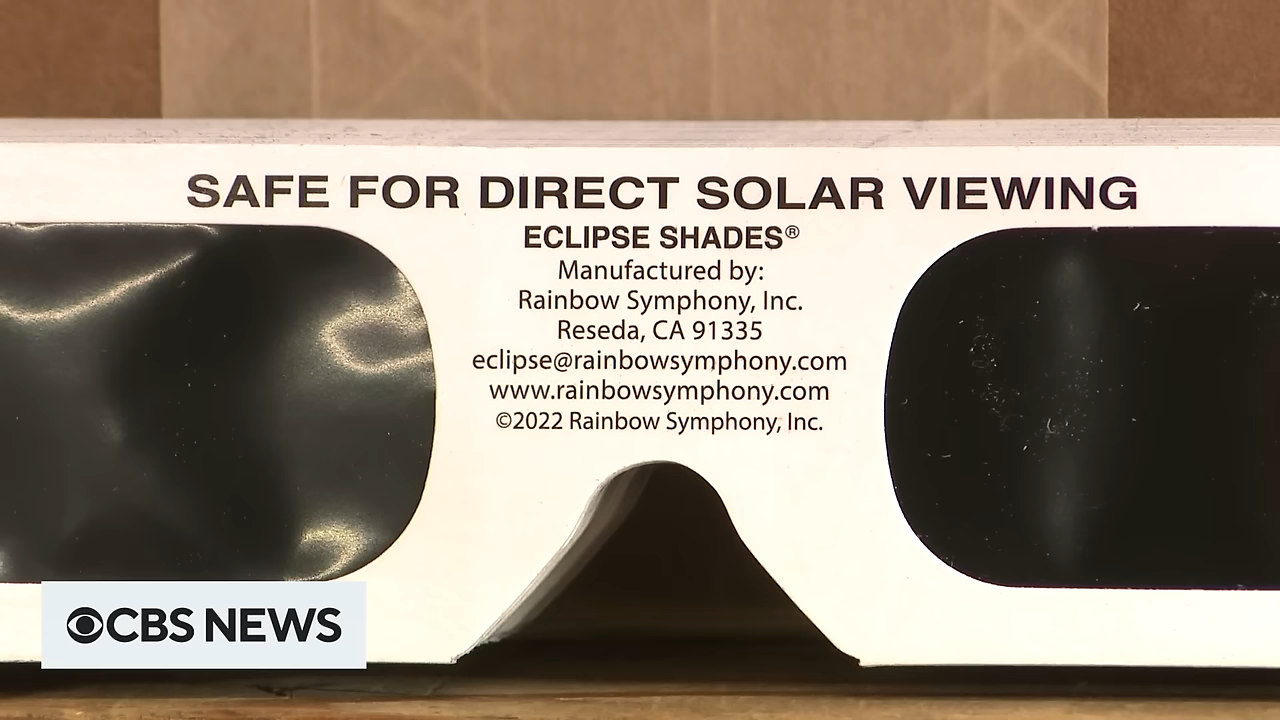 SAFE FOR DIRECT SOLAR VIEWING
ECLIPSE SHADES®
Manufactured by:
Rainbow Symphony, Inc.
Reseda, CA 91335
eclipse@rainbowsymphony.com
www.rainbowsymphony.com
©2022 Rainbow Symphony, Inc.
CBS NEWS